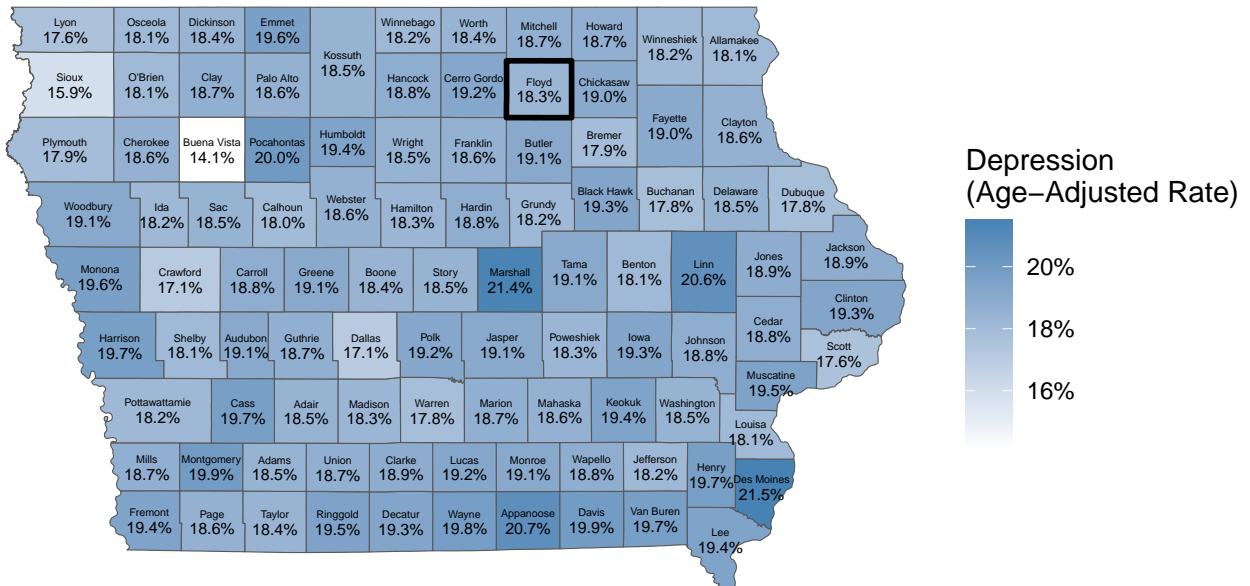 Lyon
17.6%
Osceola
18.1%
Dickinson
18.4%
Emmet
19.6%
Kossuth
18.5%
Winnebago
18.2%
Worth
18.4%
Mitchell
18.7%
Howard
18.7%
Winneshiek
18.2%
Allamakee
18.1%
Sioux
15.9%
O'Brien
18.1%
Clay
18.7%
Palo Alto
18.6%
Hancock
18.8%
Cerro Gordo
19.2%
Floyd
18.3%
Chickasaw
19.0%
Fayette
19.0%
Clayton
18.6%
Plymouth
17.9%
Cherokee
18.6%
Buena Vista
14.1%
Pocahontas
20.0%
Humboldt
19.4%
Wright
18.5%
Franklin
18.6%
Butler
19.1%
Bremer
17.9%
Woodbury
19.1%
Ida
18.2%
Sac
18.5%
Calhoun
18.0%
Webster
18.6%
Hamilton
18.3%
Hardin
18.8%
Grundy
18.2%
Black Hawk
19.3%
Buchanan
17.8%
Delaware
18.5%
Dubuque
17.8%
Monona
19.6%
Crawford
17.1%
Carroll
18.8%
Greene
19.1%
Boone
18.4%
Story
18.5%
Marshall
21.4%
Tama
19.1%
Benton
18.1%
Linn
20.6%
Jones
18.9%
Jackson
18.9%
Clinton
19.3%
Harrison
19.7%
Shelby
18.1%
Audubon
19.1%
Guthrie
18.7%
Dallas
17.1%
Polk
19.2%
Jasper
19.1%
Poweshiek
18.3%
Iowa
19.3%
Johnson
18.8%
Cedar
18.8%
Scott
17.6%
Muscatine
19.5%
Pottawattamie
18.2%
Cass
19.7%
Adair
18.5%
Madison
18.3%
Warren
17.8%
Marion
18.7%
Mahaska
18.6%
Keokuk
19.4%
Washington
18.5%
Louisa
18.1%
Mills
18.7%
Montgomery
19.9%
Adams
18.5%
Union
18.7%
Clarke
18.9%
Lucas
19.2%
Monroe
19.1%
Wapello
18.8%
Jefferson
18.2%
Henry
19.7%
Des Moines
21.5%
Fremont
19.4%
Page
18.6%
Taylor
18.4%
Ringgold
19.5%
Decatur
19.3%
Wayne
19.8%
Appanoose
20.7%
Davis
19.9%
Van Buren
19.7%
Lee
19.4%
Depression
(Age−Adjusted Rate)
20%
18%
16%